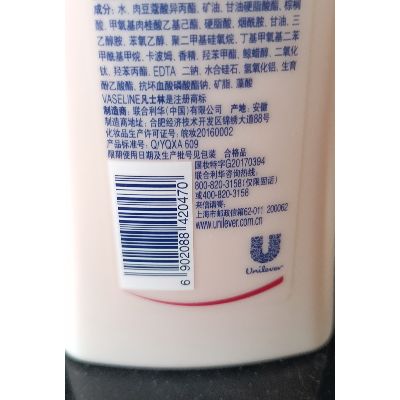 成分：水、肉豆蔻酸异丙酯、矿油、甘油硬脂酸酯、棕榈
酸、甲氧基肉桂酸乙基己酯、硬脂酸、烟酰胺、甘油、三
乙醇胺、苯氧乙醇、聚二甲基硅氧烷、丁基甲氧基二苯
甲酰基甲烷、卡波姆、香精、羟苯甲酯、鲸蜡醇、二氧化
钛、羟苯丙酯、EDTA 二钠、水合硅石、氢氧化铝、生育
酚乙酸酯、抗坏血酸磷酸酯钠、矿脂、藻酸
VASELINE凡士林是注册商标
制造商：联合利华(中国)有限公司 产地：安徽
制造商地址：合肥经济技术开发区锦绣大道88号
化妆品生产许可证号：皖妆20160002
产品标准号：Q/YQXA 609
限期使用日期及生产批号见包装 合格品
国妆特字G20170394
联合利华咨询热线：
800-820-3158(仅限固话)
或400-820-3158
来信请寄：
上海市邮政信箱62-011 200062
www.unilever.com.cn
6 902088 420470
Unilever